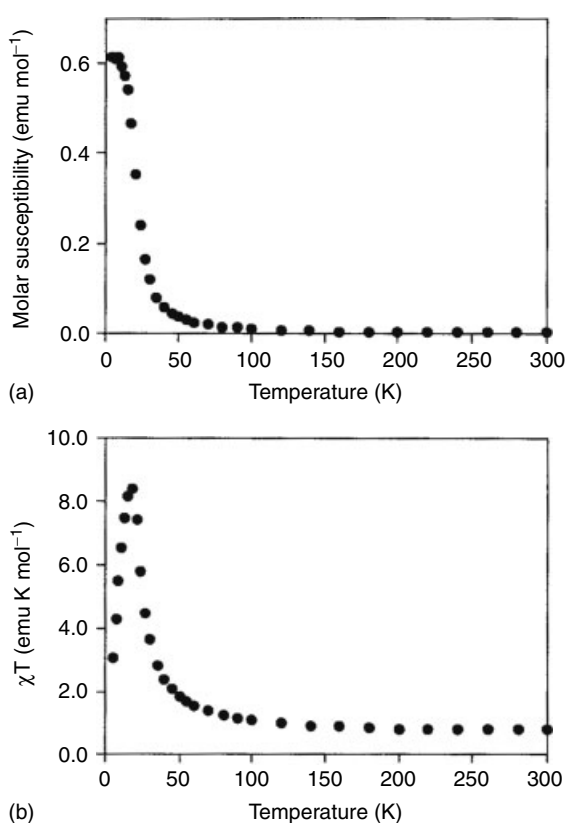 0.6
0.4
0.2
0.0
Molar susceptibility (emu mol⁻¹)
0 50 100 150 200 250 300
(a) Temperature (K)
10.0
8.0
6.0
4.0
2.0
0.0
χT (emu K mol⁻¹)
0 50 100 150 200 250 300
(b) Temperature (K)